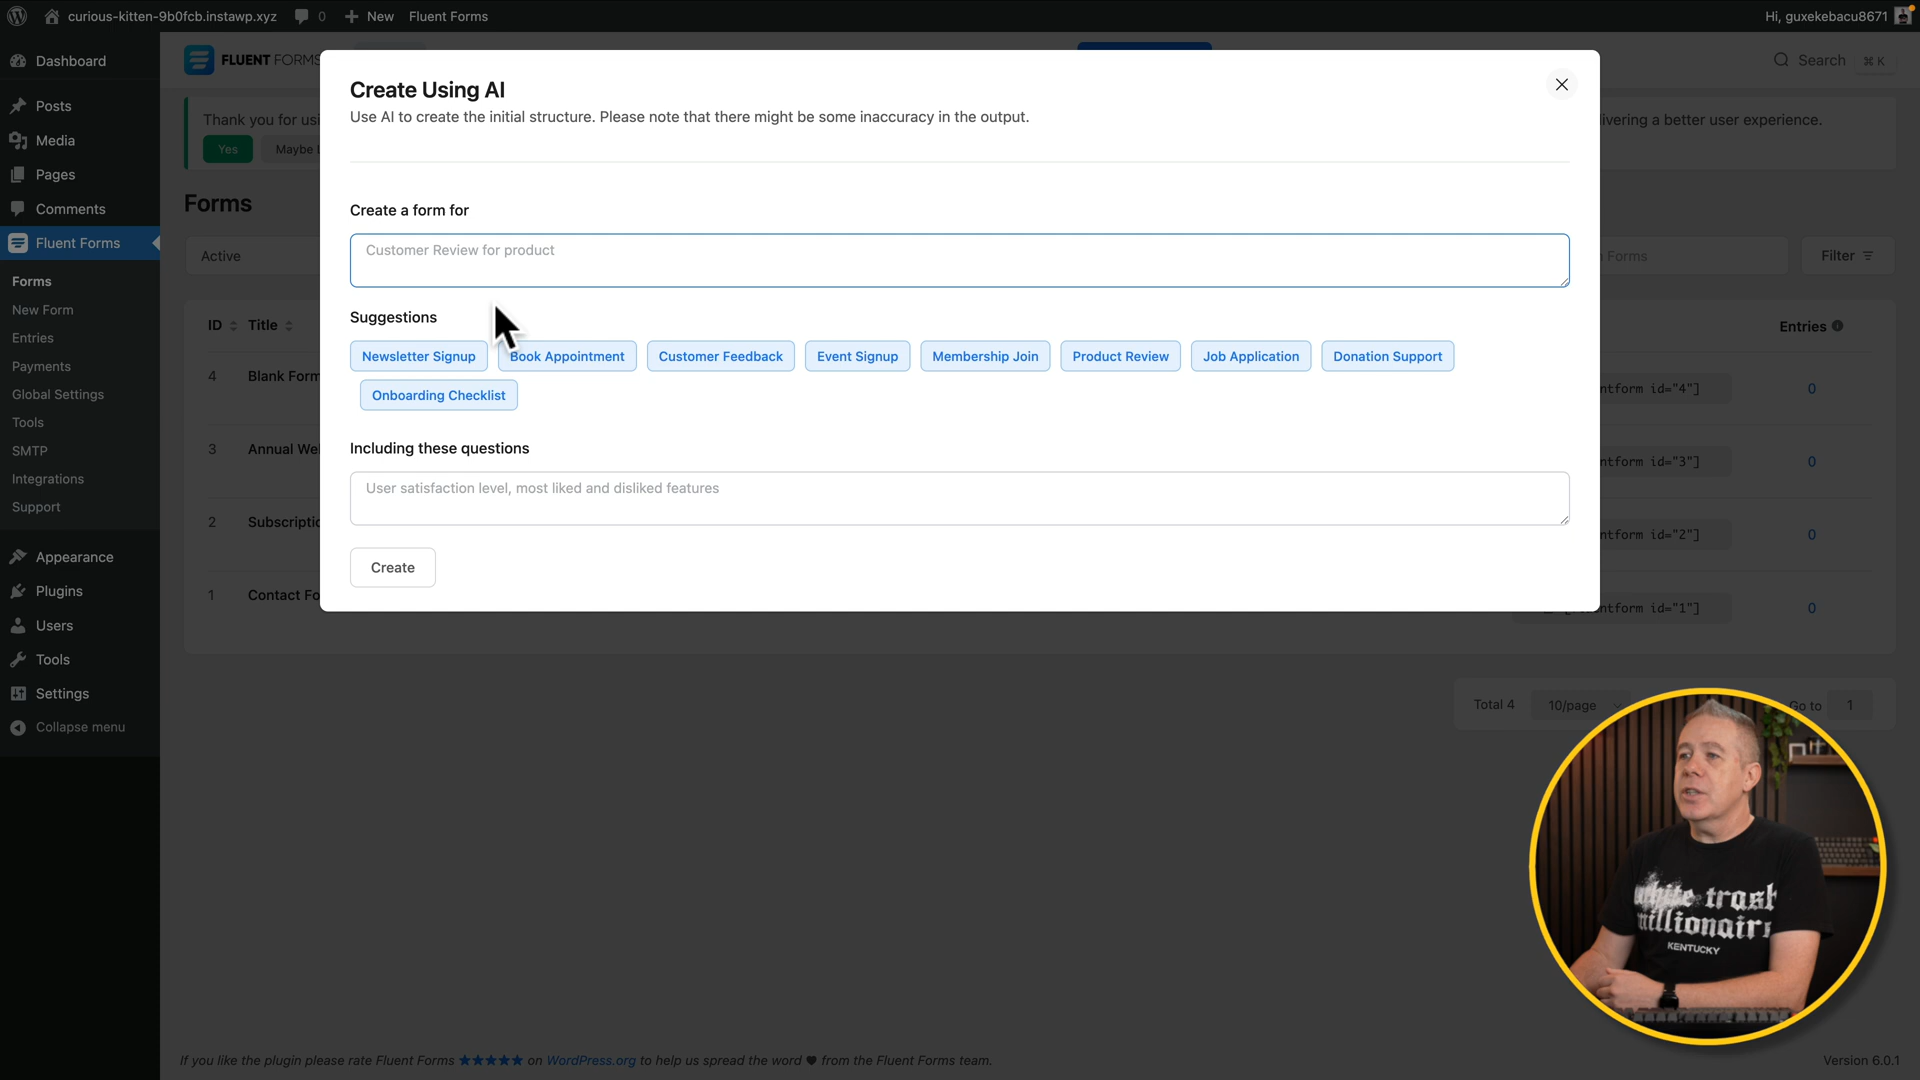 curious-kitten-9b0fcb.instawp.xyz 0 New Fluent Forms Hi, guxekebacu8671
Dashboard
Posts
Media
Pages
Comments
Fluent Forms
Forms
New Form
Entries
Payments
Global Settings
Tools
SMTP
Integrations
Support
Appearance
Plugins
Users
Tools
Settings
Collapse menu
FLUENT FORMS
Search ⌘ K
Thank you for usi
ivering a better user experience.
Yes Maybe L
Forms
Active
Forms
Filter
ID Title
Entries
4 Blank Form
ntform id="4"] 0
3 Annual We
ntform id="3"] 0
2 Subscriptio
ntform id="2"] 0
1 Contact Fo
ntform id="1"] 0
Total 4 10/page Go to 1
Create Using AI
Use AI to create the initial structure. Please note that there might be some inaccuracy in the output.
Create a form for
Customer Review for product
Suggestions
Newsletter Signup Book Appointment Customer Feedback Event Signup Membership Join Product Review Job Application Donation Support
Onboarding Checklist
Including these questions
User satisfaction level, most liked and disliked features
Create
white trash
millionair
KENTUCKY
If you like the plugin please rate Fluent Forms ★★★★★ on WordPress.org to help us spread the word ♥ from the Fluent Forms team.
Version 6.0.1